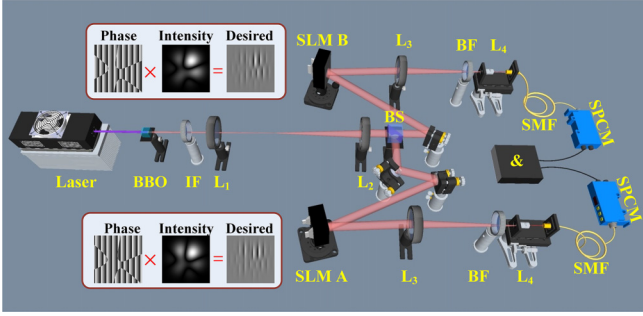 Phase Intensity Desired
× =
SLM B
L3
BF
L4
SMF
SPCM
BS
&
Laser
BBO
IF
L1
L2
SPCM
Phase Intensity Desired
× =
SLM A
L3
BF
L4
SMF